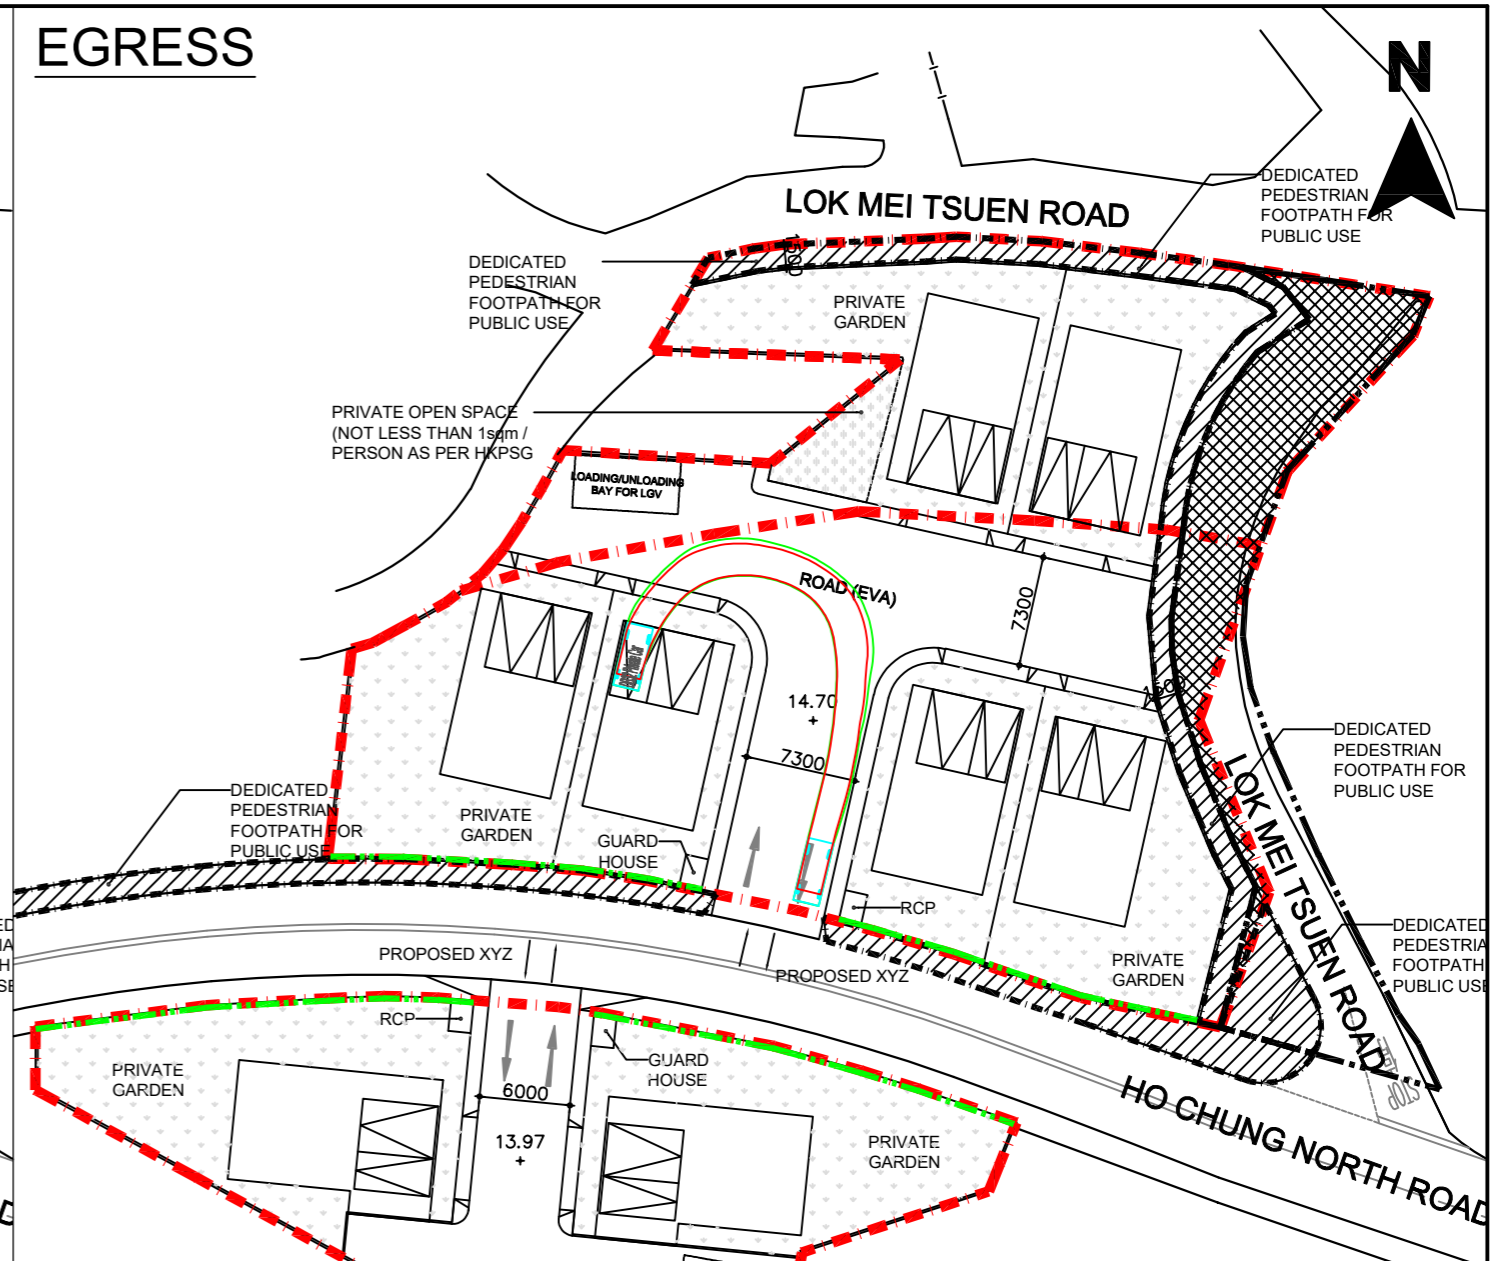 EGRESS
N
LOK MEI TSUEN ROAD
DEDICATED
PEDESTRIAN
FOOTPATH FOR
PUBLIC USE
1500
DEDICATED
PEDESTRIAN
FOOTPATH FOR
PUBLIC USE
PRIVATE
GARDEN
PRIVATE OPEN SPACE
(NOT LESS THAN 1sqm /
PERSON AS PER HKPSG
LOADING/UNLOADING
BAY FOR LGV
ROAD (EVA)
7300
14.70
7300
DEDICATED
PEDESTRIAN
FOOTPATH FOR
PUBLIC USE
LOK MEI TSUEN ROAD
DEDICATED
PEDESTRIAN
FOOTPATH FOR
PUBLIC USE
PRIVATE
GARDEN
GUARD
HOUSE
RCP
PROPOSED XYZ
PROPOSED XYZ
PRIVATE
GARDEN
DEDICATED
PEDESTRIA
FOOTPATH
PUBLIC USE
RCP
GUARD
HOUSE
PRIVATE
GARDEN
6000
13.97
PRIVATE
GARDEN
STOP
HO CHUNG NORTH ROAD